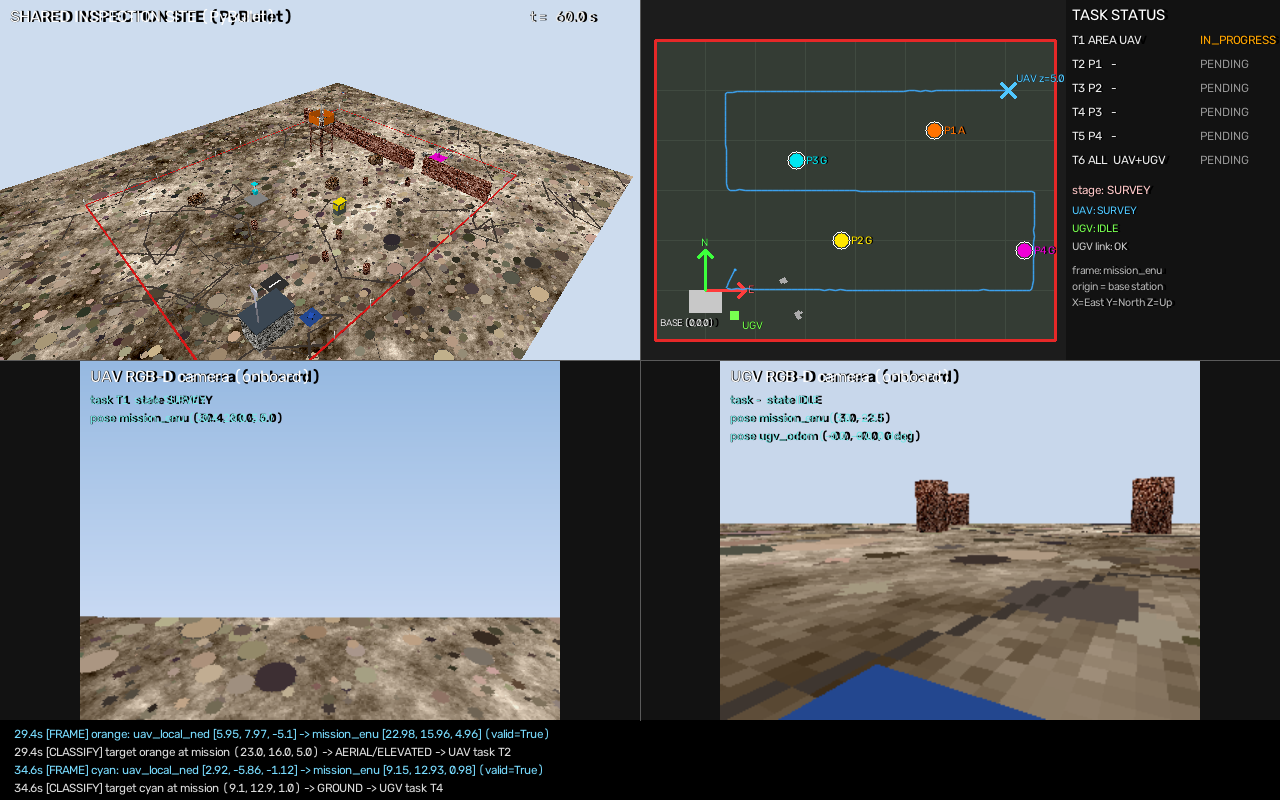 SHARED INSPECTION SITE (PyBullet)
t= 60.0 s
UAV z=5.0
P1 A
P3 G
P2 G
P4 G
N
E
BASE (0,0,0)
UGV
TASK STATUS
T1 AREA UAV IN_PROGRESS
T2 P1 - PENDING
T3 P2 - PENDING
T4 P3 - PENDING
T5 P4 - PENDING
T6 ALL UAV+UGV PENDING
stage: SURVEY
UAV: SURVEY
UGV: IDLE
UGV link: OK
frame: mission_enu
origin = base station
X=East Y=North Z=Up
UAV RGB-D camera (onboard)
task T1 state SURVEY
pose mission_enu (30.4, 20.0, 5.0)
UGV RGB-D camera (onboard)
task - state IDLE
pose mission_enu (3.0, -2.5)
pose ugv_odom (-0.0, -0.0, 0 deg)
29.4s [FRAME] orange: uav_local_ned [5.95, 7.97, -5.1] -> mission_enu [22.98, 15.96, 4.96] (valid=True)
29.4s [CLASSIFY] target orange at mission (23.0, 16.0, 5.0) -> AERIAL/ELEVATED -> UAV task T2
34.6s [FRAME] cyan: uav_local_ned [2.92, -5.86, -1.12] -> mission_enu [9.15, 12.93, 0.98] (valid=True)
34.6s [CLASSIFY] target cyan at mission (9.1, 12.9, 1.0) -> GROUND -> UGV task T4